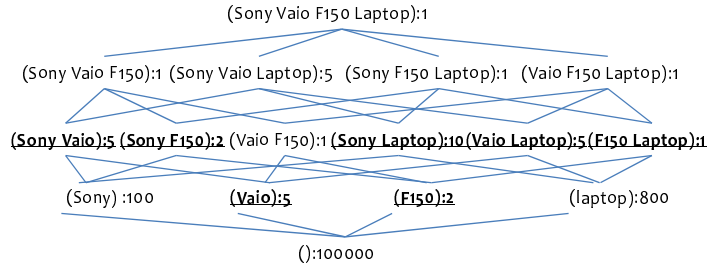 (Sony Vaio F150 Laptop):1
(Sony Vaio F150):1 (Sony Vaio Laptop):5 (Sony F150 Laptop):1 (Vaio F150 Laptop):1
(Sony Vaio):5 (Sony F150):2 (Vaio F150):1 (Sony Laptop):10(Vaio Laptop):5(F150 Laptop):1
(Sony) :100 (Vaio):5 (F150):2 (laptop):800
():100000